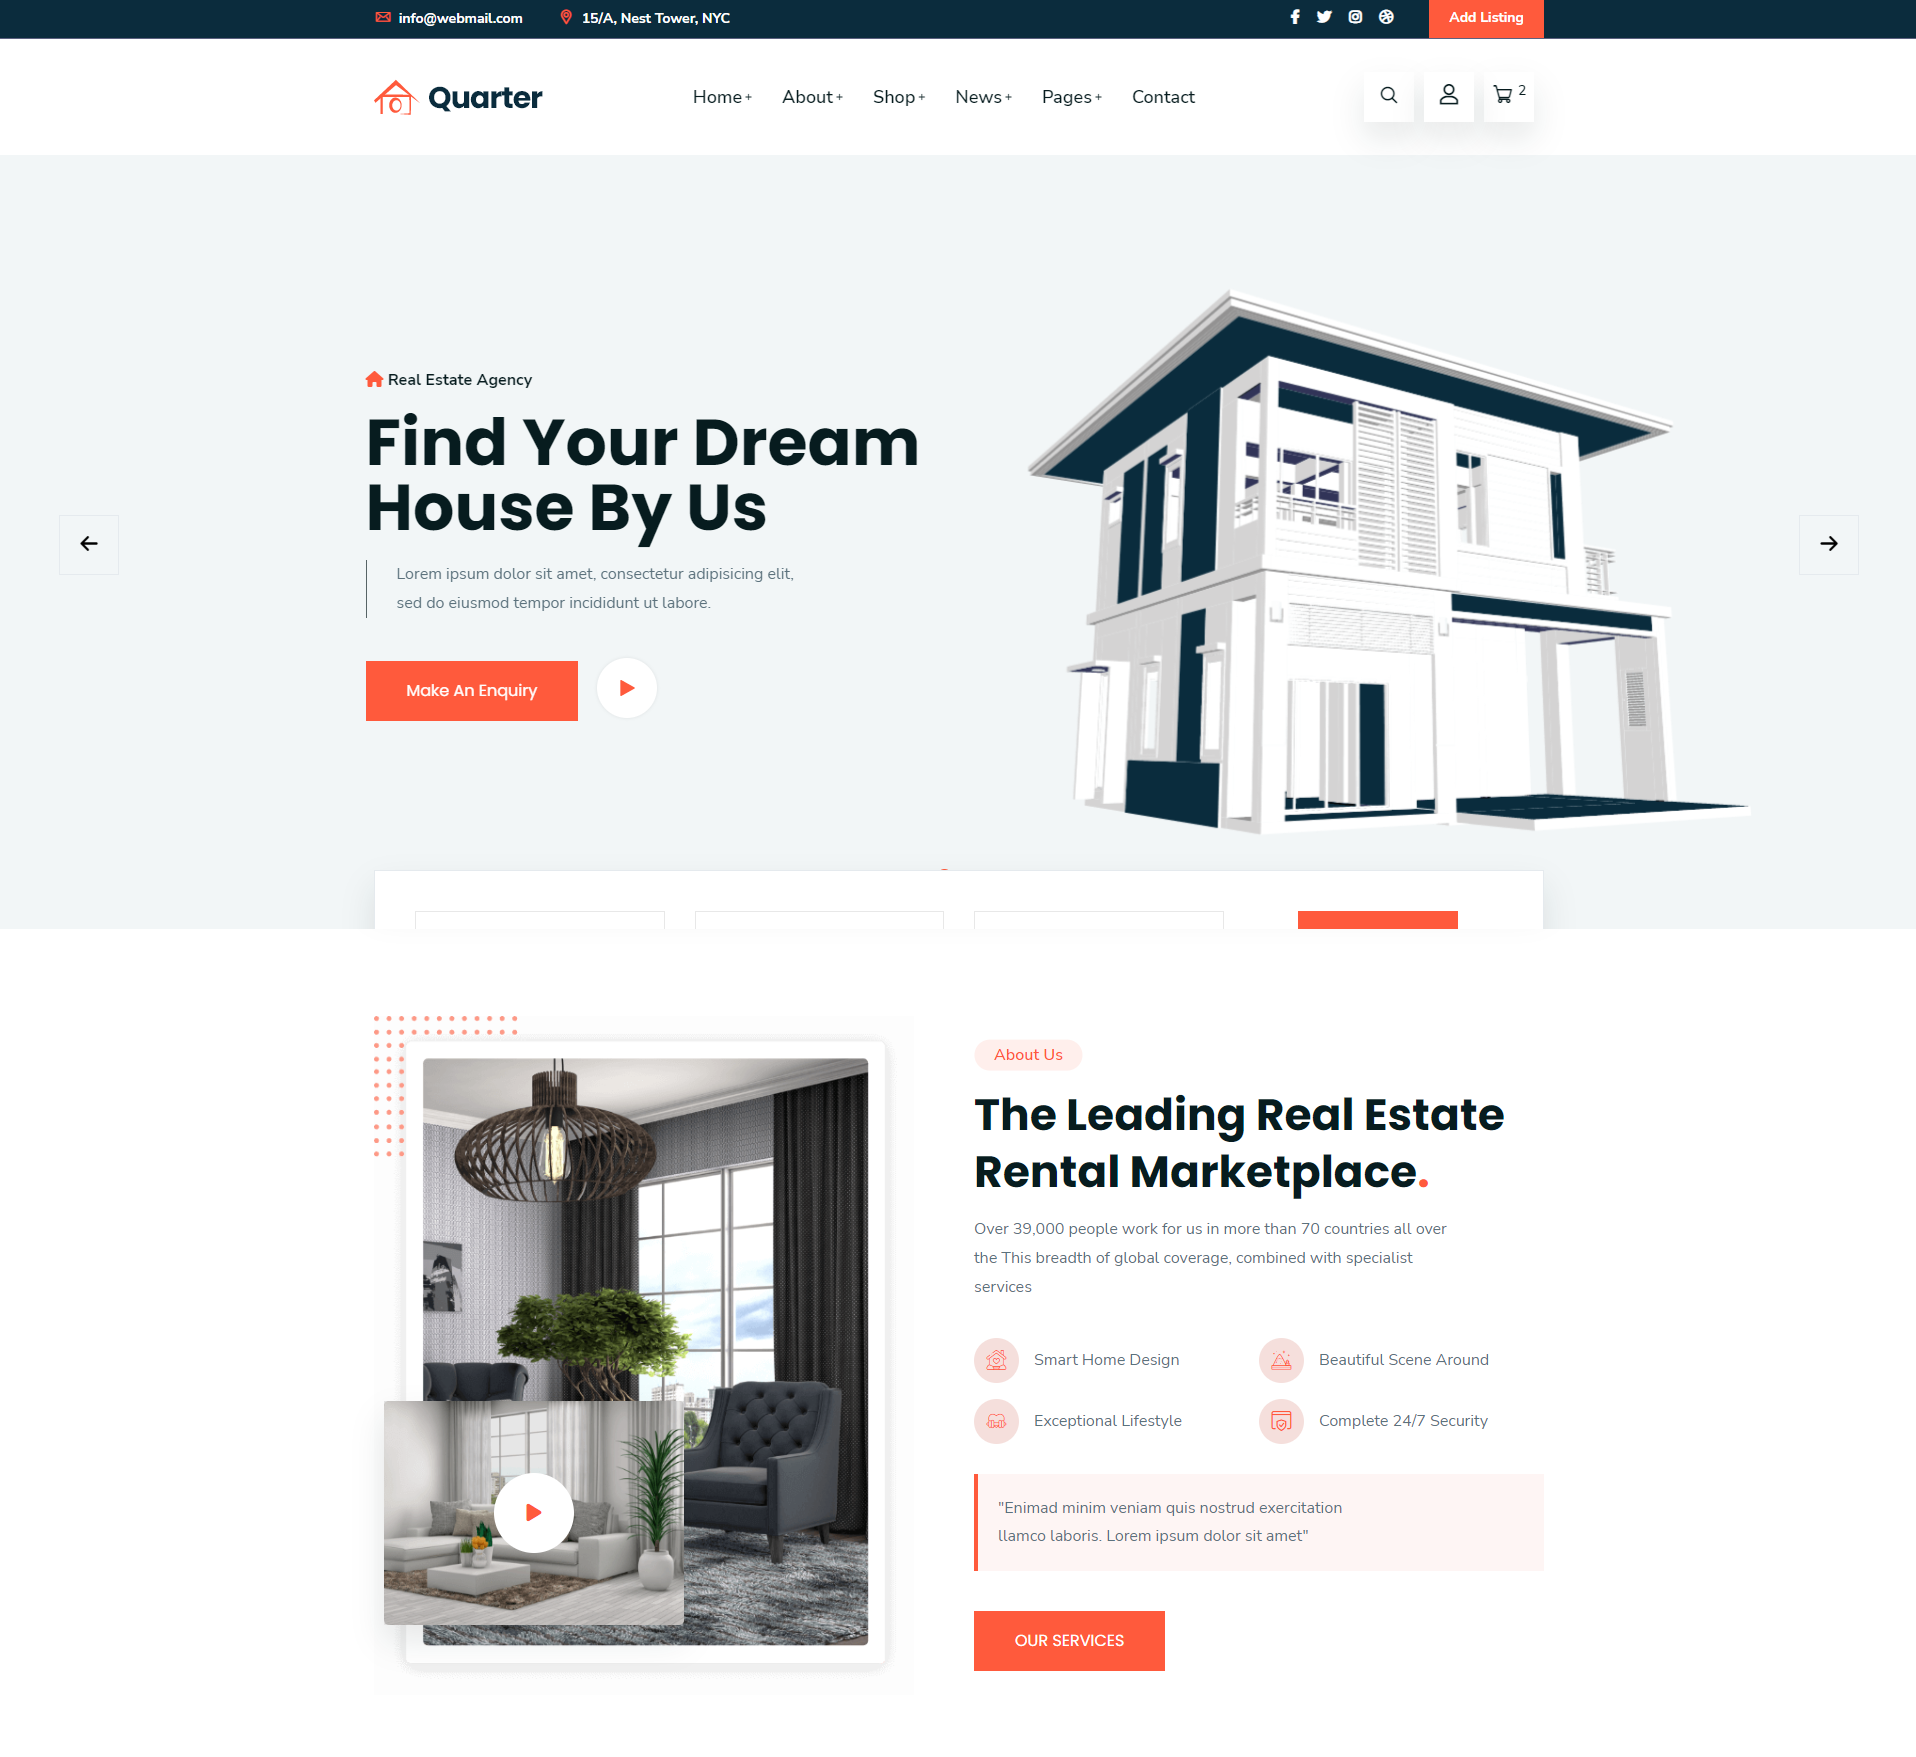 info@webmail.com
15/A, Nest Tower, NYC
Add Listing
Quarter
Home +
About +
Shop +
News +
Pages +
Contact
2
Real Estate Agency
Find Your Dream
House By Us
Lorem ipsum dolor sit amet, consectetur adipisicing elit,
sed do eiusmod tempor incididunt ut labore.
Make An Enquiry
About Us
The Leading Real Estate
Rental Marketplace.
Over 39,000 people work for us in more than 70 countries all over
the This breadth of global coverage, combined with specialist
services
Smart Home Design
Beautiful Scene Around
Exceptional Lifestyle
Complete 24/7 Security
"Enimad minim veniam quis nostrud exercitation
llamco laboris. Lorem ipsum dolor sit amet"
OUR SERVICES